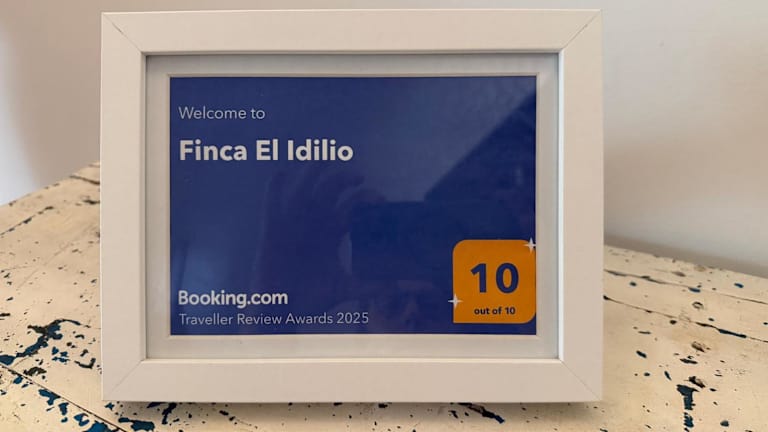 Welcome to
Finca El Idilio
Booking.com
Traveller Review Awards 2025
10
out of 10